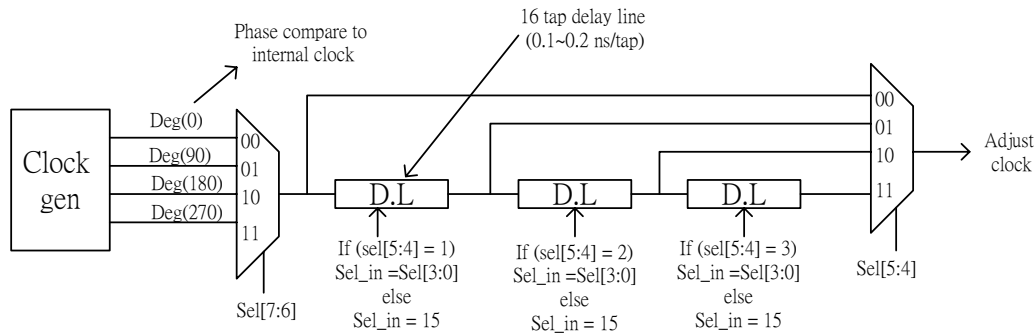 16 tap delay line
(0.1~0.2 ns/tap)
Phase compare to
internal clock
Clock
gen
Deg(0)
Deg(90)
Deg(180)
Deg(270)
00
01
10
11
Sel[7:6]
D.L
If (sel[5:4] = 1)
Sel_in =Sel[3:0]
else
Sel_in = 15
D.L
If (sel[5:4] = 2)
Sel_in =Sel[3:0]
else
Sel_in = 15
D.L
If (sel[5:4] = 3)
Sel_in =Sel[3:0]
else
Sel_in = 15
00
01
10
11
Sel[5:4]
Adjust
clock